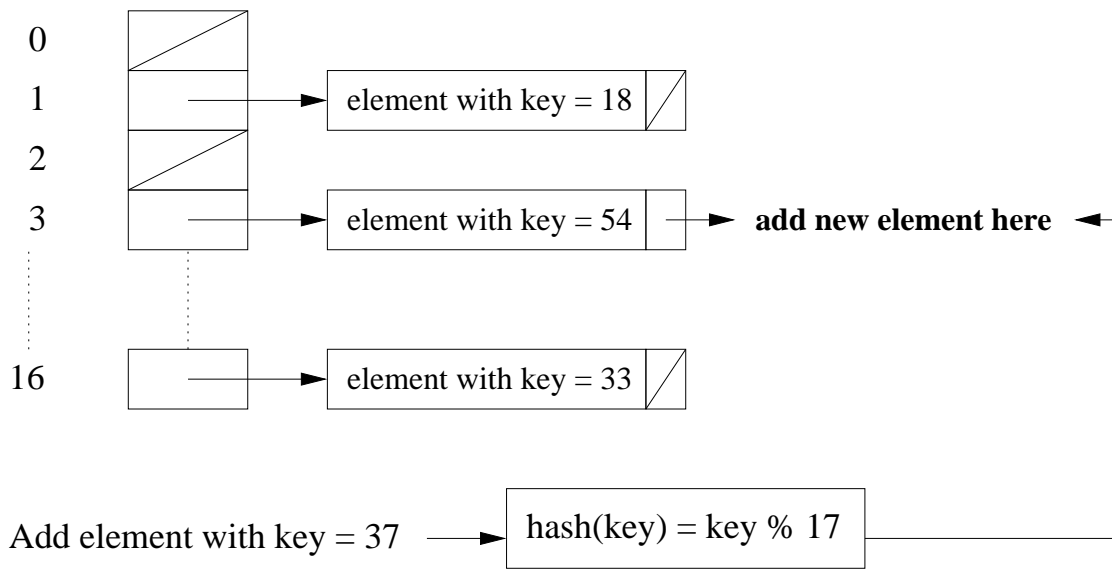 0
1 element with key = 18
2
3 element with key = 54 add new element here
16 element with key = 33
Add element with key = 37 hash(key) = key % 17